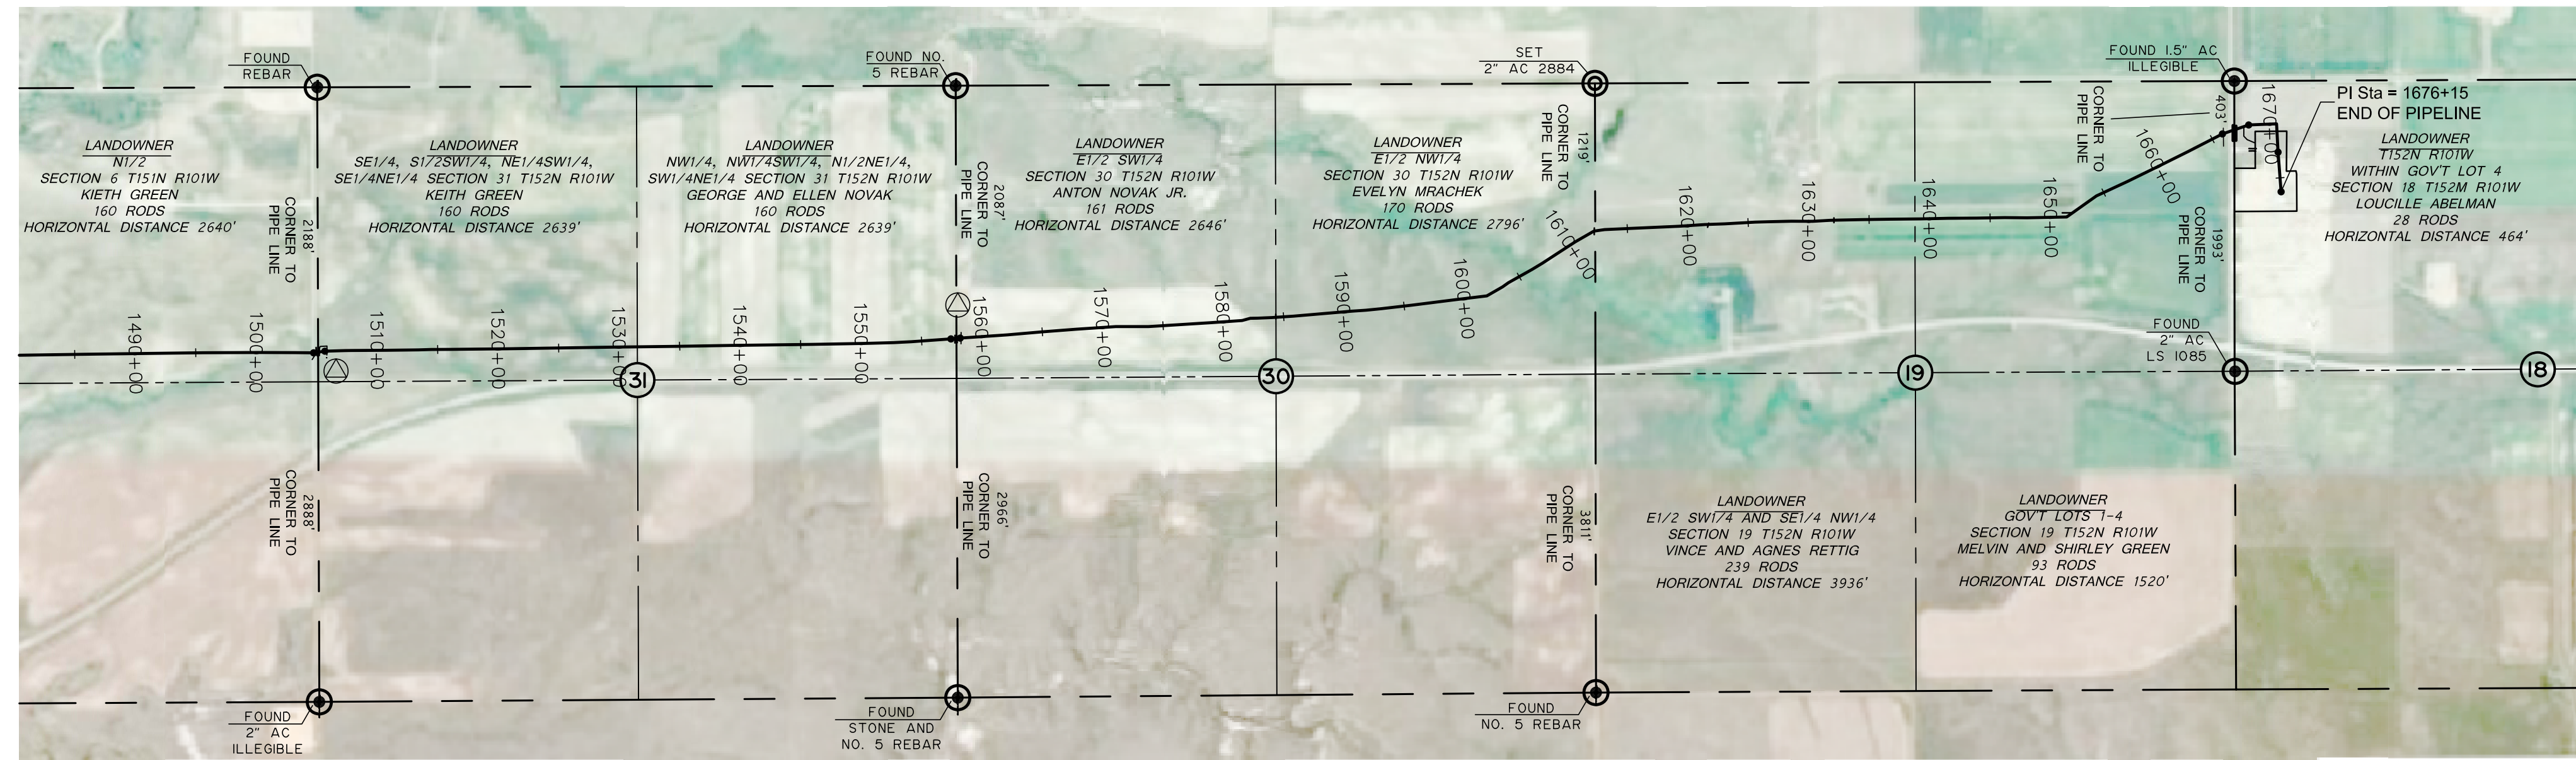 FOUND
REBAR
FOUND NO.
5 REBAR
SET
2" AC 2884
FOUND 1.5" AC
ILLEGIBLE
PI Sta = 1676+15
END OF PIPELINE
LANDOWNER
N1/2
SECTION 6 T151N R101W
KIETH GREEN
160 RODS
HORIZONTAL DISTANCE 2640'
LANDOWNER
SE1/4, S1/2SW1/4, NE1/4SW1/4,
SE1/4NE1/4 SECTION 31 T152N R101W
KEITH GREEN
160 RODS
HORIZONTAL DISTANCE 2639'
LANDOWNER
NW1/4, NW1/4SW1/4, N1/2NE1/4,
SW1/4NE1/4 SECTION 31 T152N R101W
GEORGE AND ELLEN NOVAK
160 RODS
HORIZONTAL DISTANCE 2639'
LANDOWNER
E1/2 SW1/4
SECTION 30 T152N R101W
ANTON NOVAK JR.
161 RODS
HORIZONTAL DISTANCE 2646'
LANDOWNER
E1/2 NW1/4
SECTION 30 T152N R101W
EVELYN MRACHEK
170 RODS
HORIZONTAL DISTANCE 2796'
LANDOWNER
T152N R101W
WITHIN GOV'T LOT 4
SECTION 18 T152M R101W
LOUCILLE ABELMAN
28 RODS
HORIZONTAL DISTANCE 464'
2188'
CORNER TO
PIPE LINE
2087'
CORNER TO
PIPE LINE
1219'
CORNER TO
PIPE LINE
403'
CORNER TO
PIPE LINE
1993'
CORNER TO
PIPE LINE
1490+00
1500+00
1510+00
1520+00
1530+00
1540+00
1550+00
1560+00
1570+00
1580+00
1590+00
1600+00
1610+00
1620+00
1630+00
1640+00
1650+00
1660+00
1670+00
31
30
19
18
FOUND
2" AC
LS 1085
2888'
CORNER TO
PIPE LINE
2966'
CORNER TO
PIPE LINE
3811'
CORNER TO
PIPE LINE
LANDOWNER
E1/2 SW1/4 AND SE1/4 NW1/4
SECTION 19 T152N R101W
VINCE AND AGNES RETTIG
239 RODS
HORIZONTAL DISTANCE 3936'
LANDOWNER
GOV'T LOTS 1-4
SECTION 19 T152N R101W
MELVIN AND SHIRLEY GREEN
93 RODS
HORIZONTAL DISTANCE 1520'
FOUND
2" AC
ILLEGIBLE
FOUND
STONE AND
NO. 5 REBAR
FOUND
NO. 5 REBAR